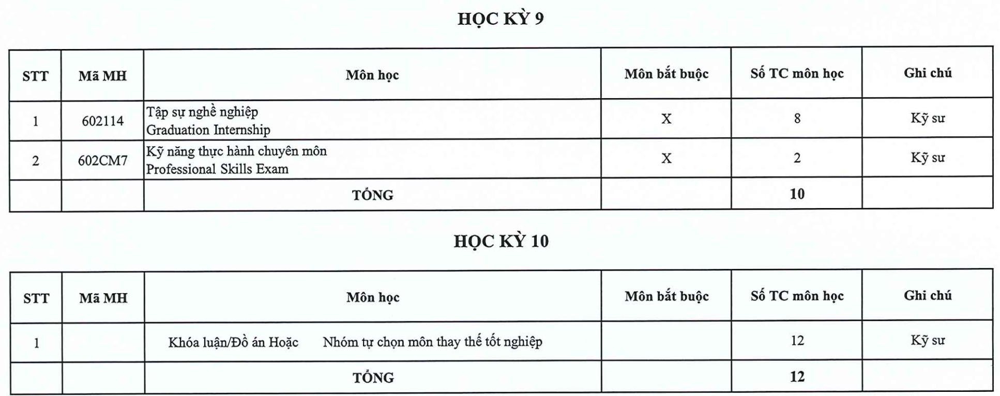 HỌC KỲ 9
STT Mã MH Môn học Môn bắt buộc Số TC môn học Ghi chú
1 602114 Tập sự nghề nghiệp X 8 Kỹ sư
Graduation Internship
2 602CM7 Kỹ năng thực hành chuyên môn X 2 Kỹ sư
Professional Skills Exam
TỔNG 10
HỌC KỲ 10
STT Mã MH Môn học Môn bắt buộc Số TC môn học Ghi chú
1 Khóa luận/Đồ án Hoặc Nhóm tự chọn môn thay thế tốt nghiệp 12 Kỹ sư
TỔNG 12